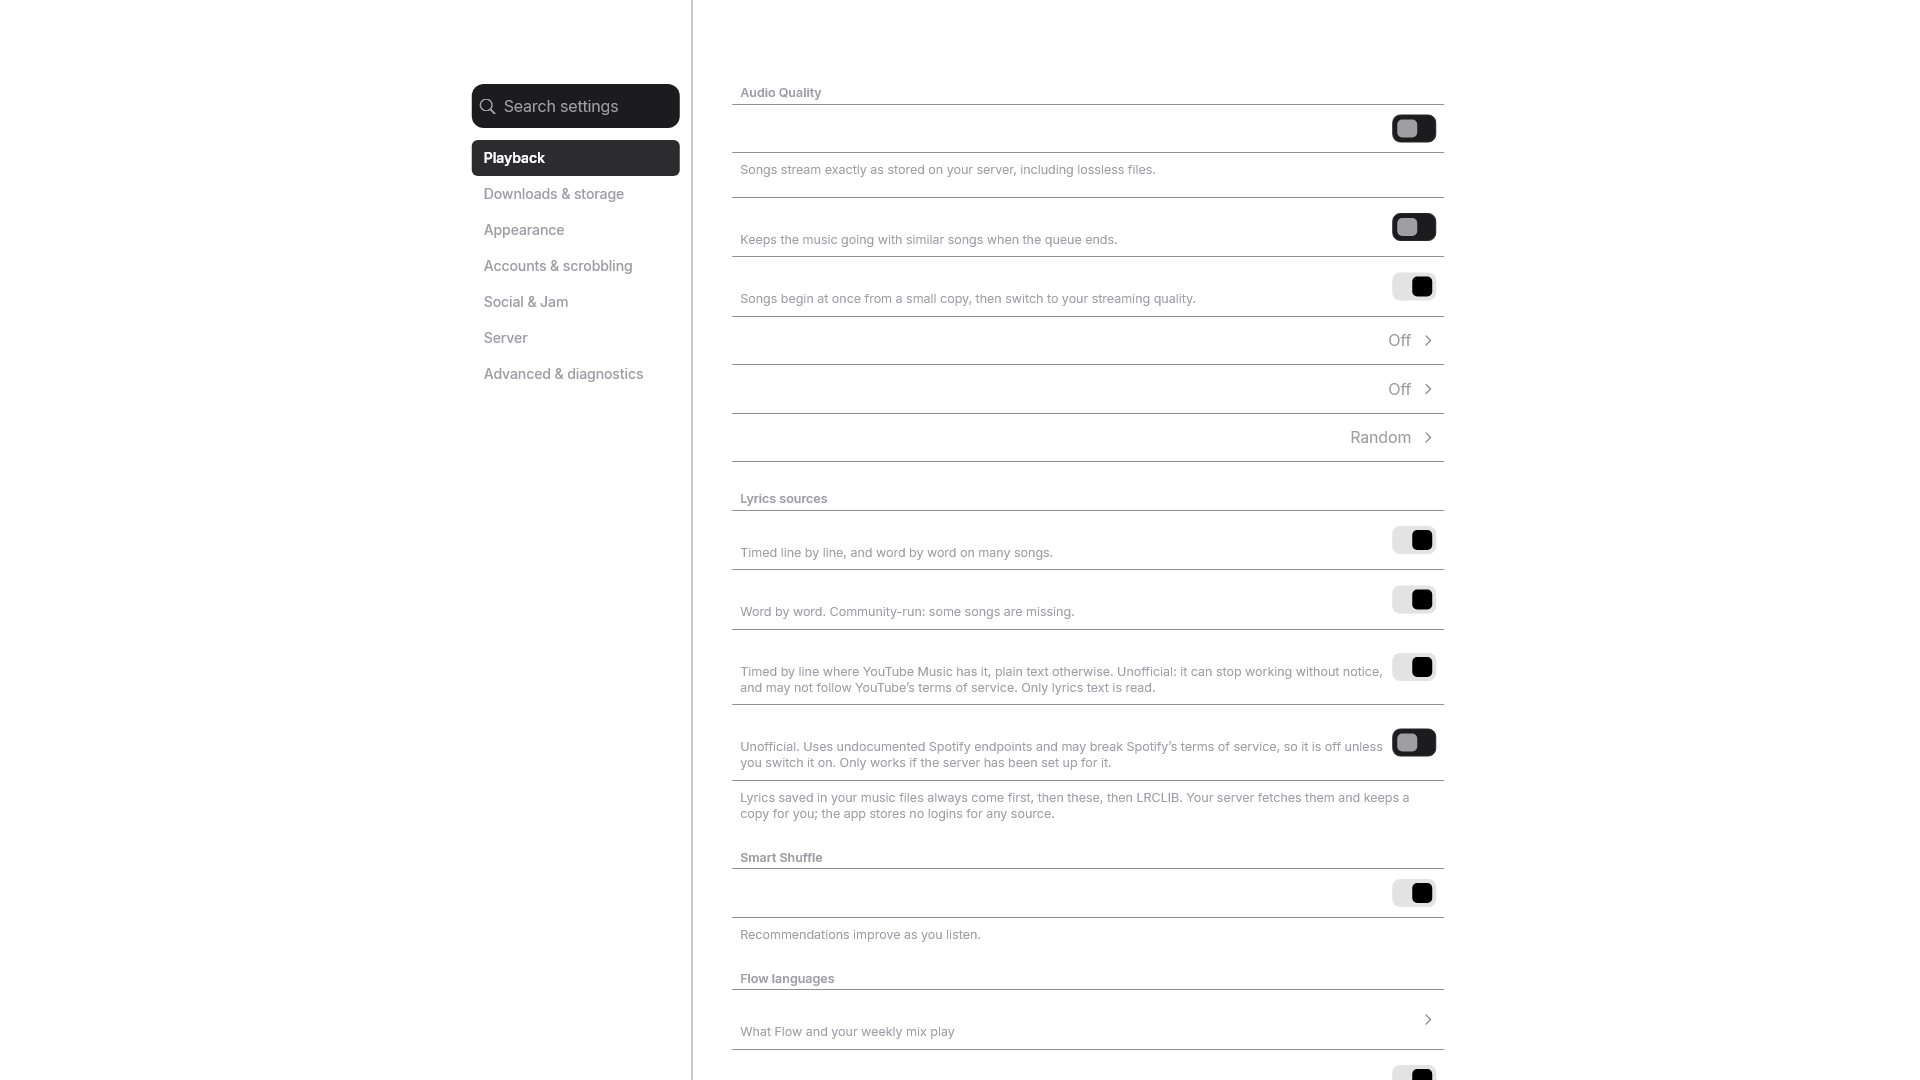 Search settings
Playback
Downloads & storage
Appearance
Accounts & scrobbling
Social & Jam
Server
Advanced & diagnostics
Audio Quality
Songs stream exactly as stored on your server, including lossless files.
Keeps the music going with similar songs when the queue ends.
Songs begin at once from a small copy, then switch to your streaming quality.
Off
Off
Random
Lyrics sources
Timed line by line, and word by word on many songs.
Word by word. Community-run: some songs are missing.
Timed by line where YouTube Music has it, plain text otherwise. Unofficial: it can stop working without notice,
and may not follow YouTube’s terms of service. Only lyrics text is read.
Unofficial. Uses undocumented Spotify endpoints and may break Spotify’s terms of service, so it is off unless
you switch it on. Only works if the server has been set up for it.
Lyrics saved in your music files always come first, then these, then LRCLIB. Your server fetches them and keeps a
copy for you; the app stores no logins for any source.
Smart Shuffle
Recommendations improve as you listen.
Flow languages
What Flow and your weekly mix play